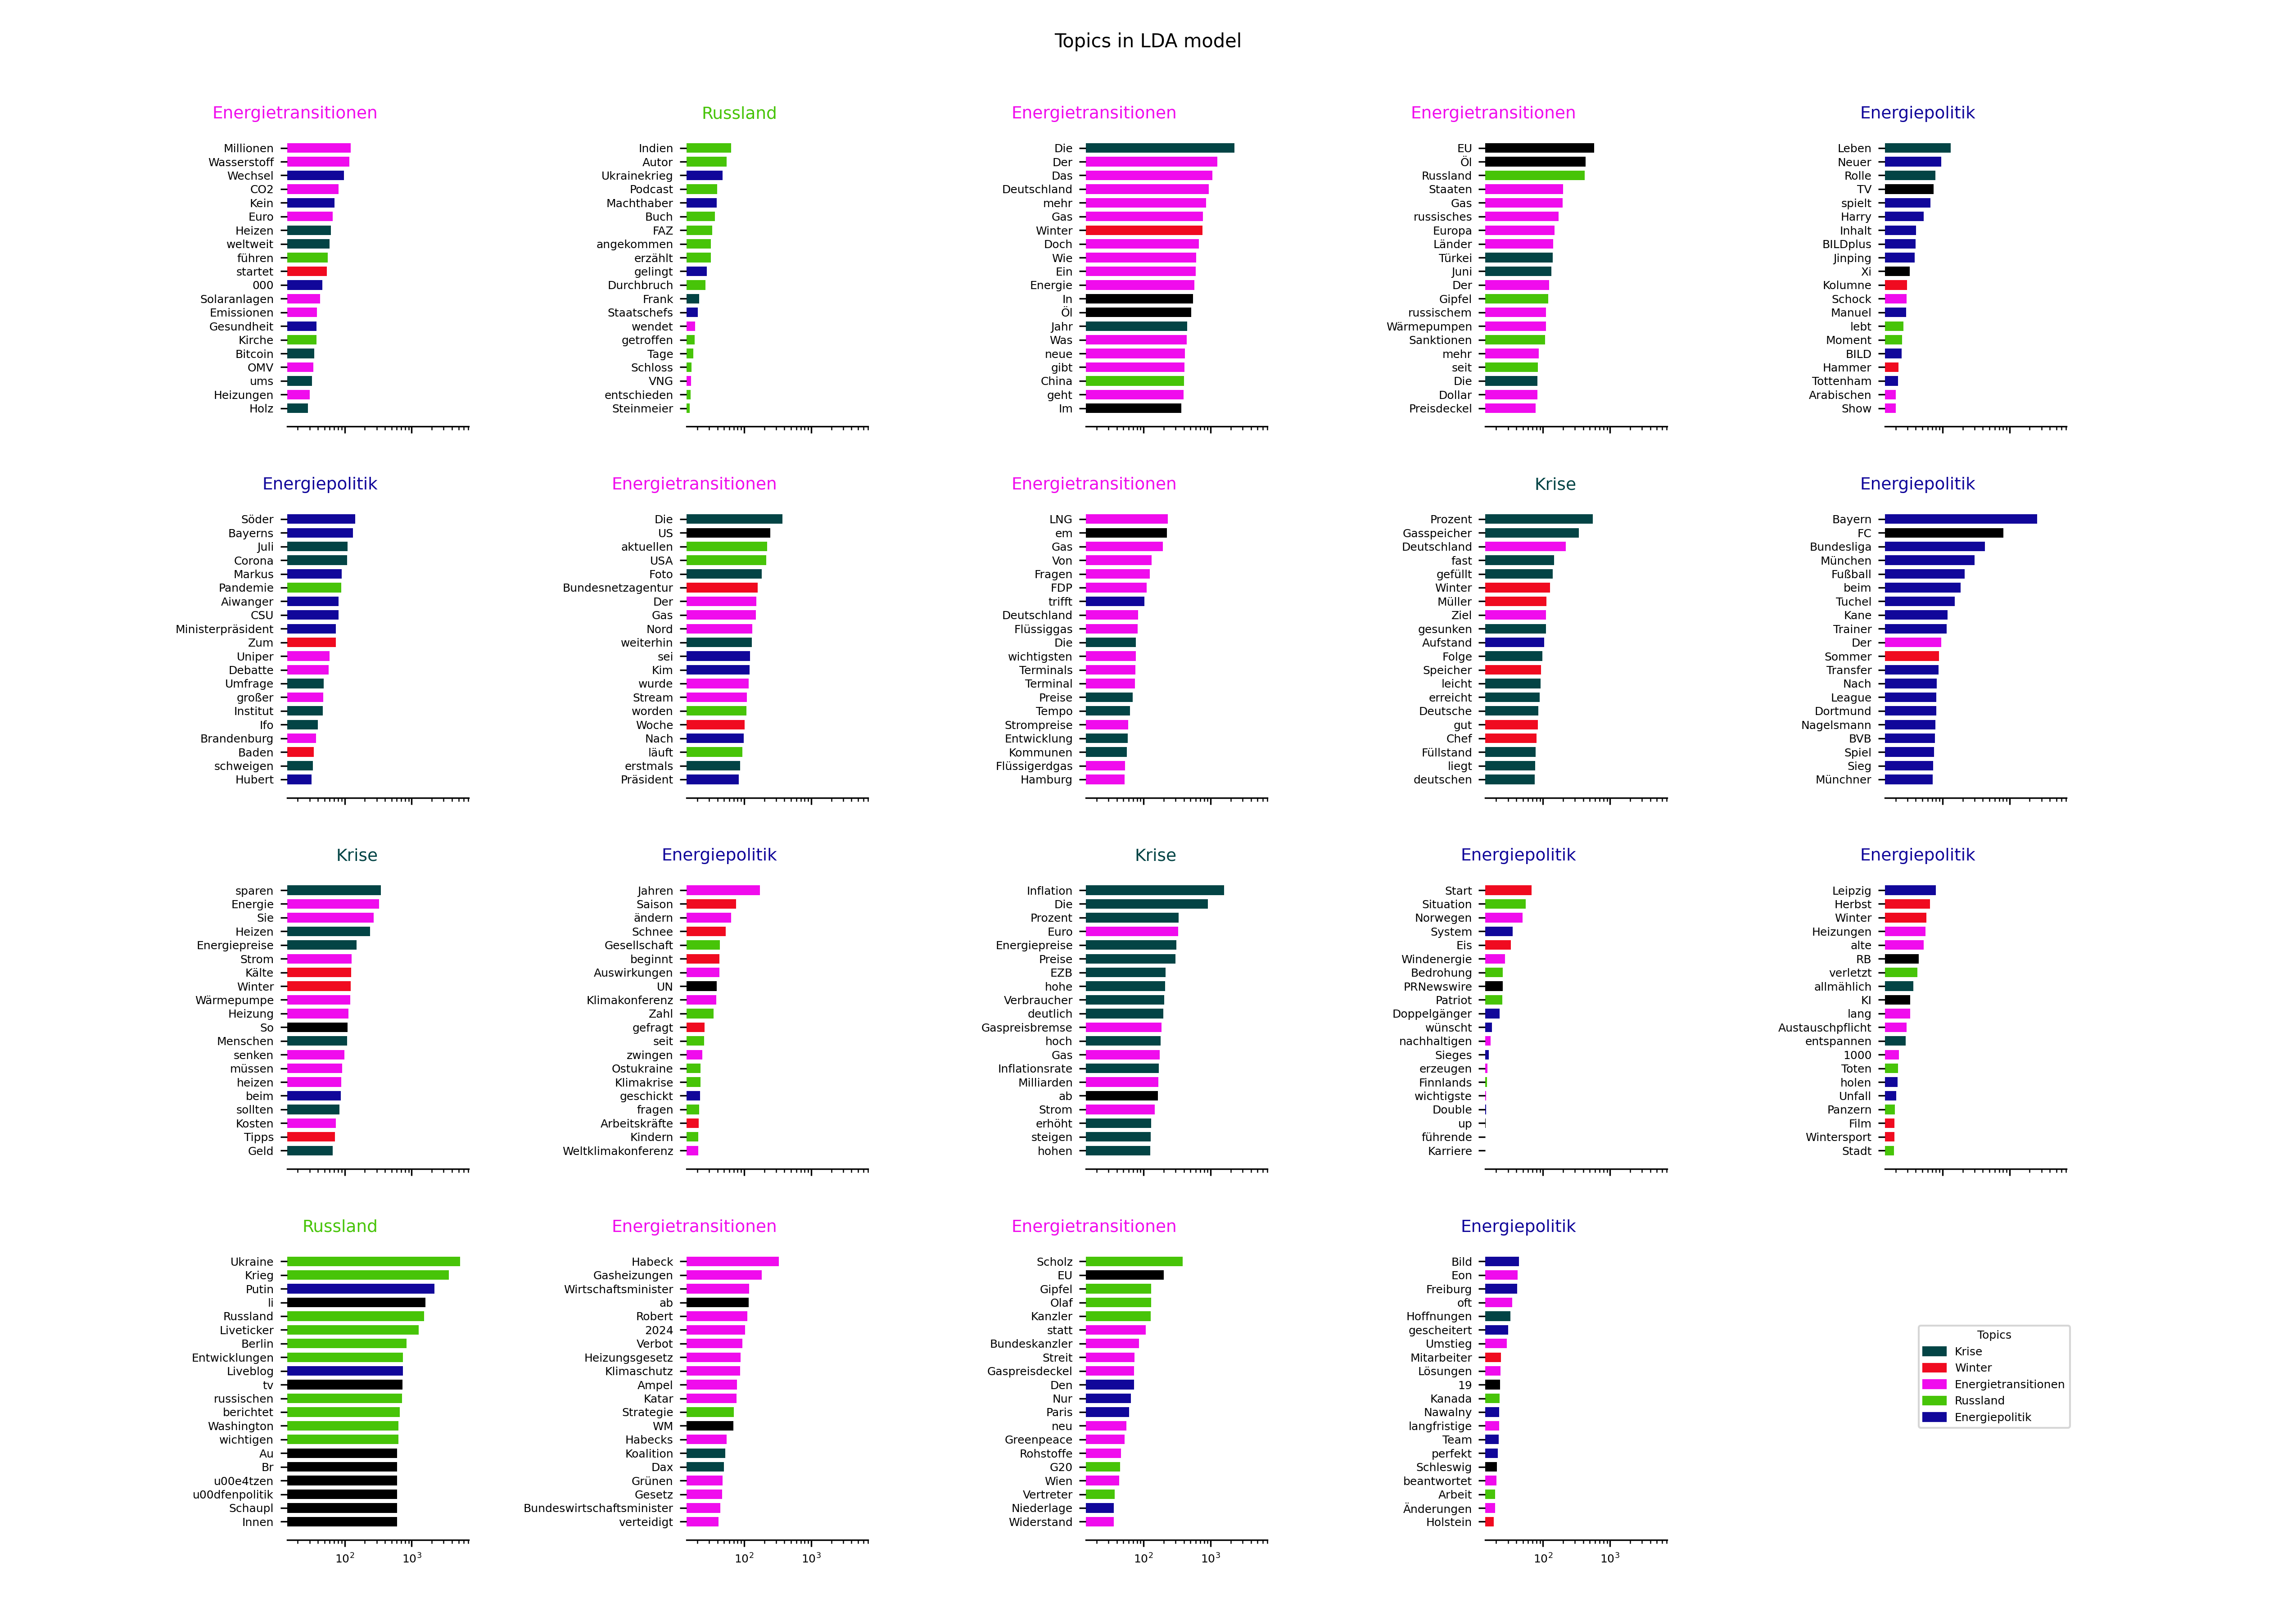 Topics in LDA model
Energietransitionen
Millionen
Wasserstoff
Wechsel
CO2
Kein
Euro
Heizen
weltweit
führen
startet
000
Solaranlagen
Emissionen
Gesundheit
Kirche
Bitcoin
OMV
ums
Heizungen
Holz
Russland
Indien
Autor
Ukrainekrieg
Podcast
Machthaber
Buch
FAZ
angekommen
erzählt
gelingt
Durchbruch
Frank
Staatschefs
wendet
getroffen
Tage
Schloss
VNG
entschieden
Steinmeier
Energietransitionen
Die
Der
Das
Deutschland
mehr
Gas
Winter
Doch
Wie
Ein
Energie
In
Öl
Jahr
Was
neue
gibt
China
geht
Im
Energietransitionen
EU
Öl
Russland
Staaten
Gas
russisches
Europa
Länder
Türkei
Juni
Der
Gipfel
russischem
Wärmepumpen
Sanktionen
mehr
seit
Die
Dollar
Preisdeckel
Energiepolitik
Leben
Neuer
Rolle
TV
spielt
Harry
Inhalt
BILDplus
Jinping
Xi
Kolumne
Schock
Manuel
lebt
Moment
BILD
Hammer
Tottenham
Arabischen
Show
Energiepolitik
Söder
Bayerns
Juli
Corona
Markus
Pandemie
Aiwanger
CSU
Ministerpräsident
Zum
Uniper
Debatte
Umfrage
großer
Institut
Ifo
Brandenburg
Baden
schweigen
Hubert
Energietransitionen
Die
US
aktuellen
USA
Foto
Bundesnetzagentur
Der
Gas
Nord
weiterhin
sei
Kim
wurde
Stream
worden
Woche
Nach
läuft
erstmals
Präsident
Energietransitionen
LNG
em
Gas
Von
Fragen
FDP
trifft
Deutschland
Flüssiggas
Die
wichtigsten
Terminals
Terminal
Preise
Tempo
Strompreise
Entwicklung
Kommunen
Flüssigerdgas
Hamburg
Krise
Prozent
Gasspeicher
Deutschland
fast
gefüllt
Winter
Müller
Ziel
gesunken
Aufstand
Folge
Speicher
leicht
erreicht
Deutsche
gut
Chef
Füllstand
liegt
deutschen
Energiepolitik
Bayern
FC
Bundesliga
München
Fußball
beim
Tuchel
Kane
Trainer
Der
Sommer
Transfer
Nach
League
Dortmund
Nagelsmann
BVB
Spiel
Sieg
Münchner
Krise
sparen
Energie
Sie
Heizen
Energiepreise
Strom
Kälte
Winter
Wärmepumpe
Heizung
So
Menschen
senken
müssen
heizen
beim
sollten
Kosten
Tipps
Geld
Energiepolitik
Jahren
Saison
ändern
Schnee
Gesellschaft
beginnt
Auswirkungen
UN
Klimakonferenz
Zahl
gefragt
seit
zwingen
Ostukraine
Klimakrise
geschickt
fragen
Arbeitskräfte
Kindern
Weltklimakonferenz
Krise
Inflation
Die
Prozent
Euro
Energiepreise
Preise
EZB
hohe
Verbraucher
deutlich
Gaspreisbremse
hoch
Gas
Inflationsrate
Milliarden
ab
Strom
erhöht
steigen
hohen
Energiepolitik
Start
Situation
Norwegen
System
Eis
Windenergie
Bedrohung
PRNewswire
Patriot
Doppelgänger
wünscht
nachhaltigen
Sieges
erzeugen
Finnlands
wichtigste
Double
up
führende
Karriere
Energiepolitik
Leipzig
Herbst
Winter
Heizungen
alte
RB
verletzt
allmählich
KI
lang
Austauschpflicht
entspannen
1000
Toten
holen
Unfall
Panzern
Film
Wintersport
Stadt
Russland
Ukraine
Krieg
Putin
li
Russland
Liveticker
Berlin
Entwicklungen
Liveblog
tv
russischen
berichtet
Washington
wichtigen
Au
Br
u00e4tzen
u00dfenpolitik
Schaupl
Innen
10² 10³
Energietransitionen
Habeck
Gasheizungen
Wirtschaftsminister
ab
Robert
2024
Verbot
Heizungsgesetz
Klimaschutz
Ampel
Katar
Strategie
WM
Habecks
Koalition
Dax
Grünen
Gesetz
Bundeswirtschaftsminister
verteidigt
10² 10³
Energietransitionen
Scholz
EU
Gipfel
Olaf
Kanzler
statt
Bundeskanzler
Streit
Gaspreisdeckel
Den
Nur
Paris
neu
Greenpeace
Rohstoffe
G20
Wien
Vertreter
Niederlage
Widerstand
10² 10³
Energiepolitik
Bild
Eon
Freiburg
oft
Hoffnungen
gescheitert
Umstieg
Mitarbeiter
Lösungen
19
Kanada
Nawalny
langfristige
Team
perfekt
Schleswig
beantwortet
Arbeit
Änderungen
Holstein
10² 10³
Topics
Krise
Winter
Energietransitionen
Russland
Energiepolitik